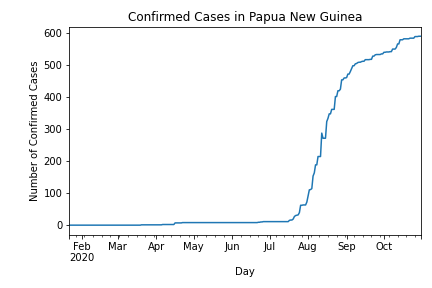 Confirmed Cases in Papua New Guinea
Number of Confirmed Cases
600
500
400
300
200
100
0
Feb Mar Apr May Jun Jul Aug Sep Oct
2020
Day